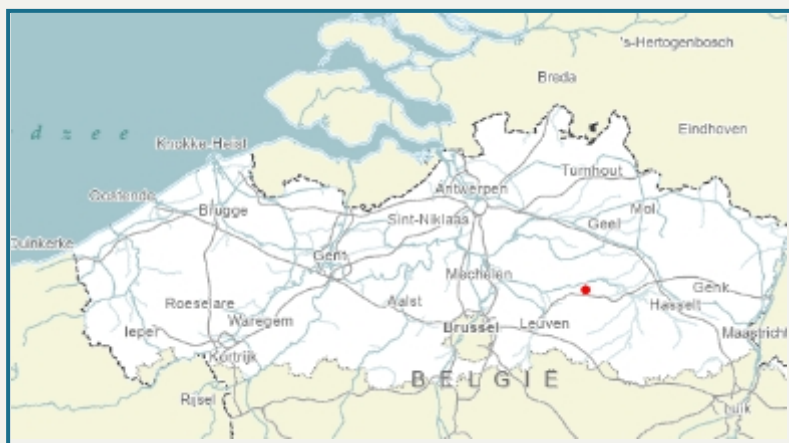 's-Hertogenbosch
Breda
dzee
Eindhoven
Knokke-Heist
Turnhout
Antwerpen
Oostende
Mol
Brugge
Sint-Niklaas
Geel
Duinkerke
Gent
Mechelen
Genk
Roeselare
Aalst
Hasselt
Ieper
Waregem
Brussel
Leuven
Maastricht
Kortrijk
BELGIË
Rijsel
Luik